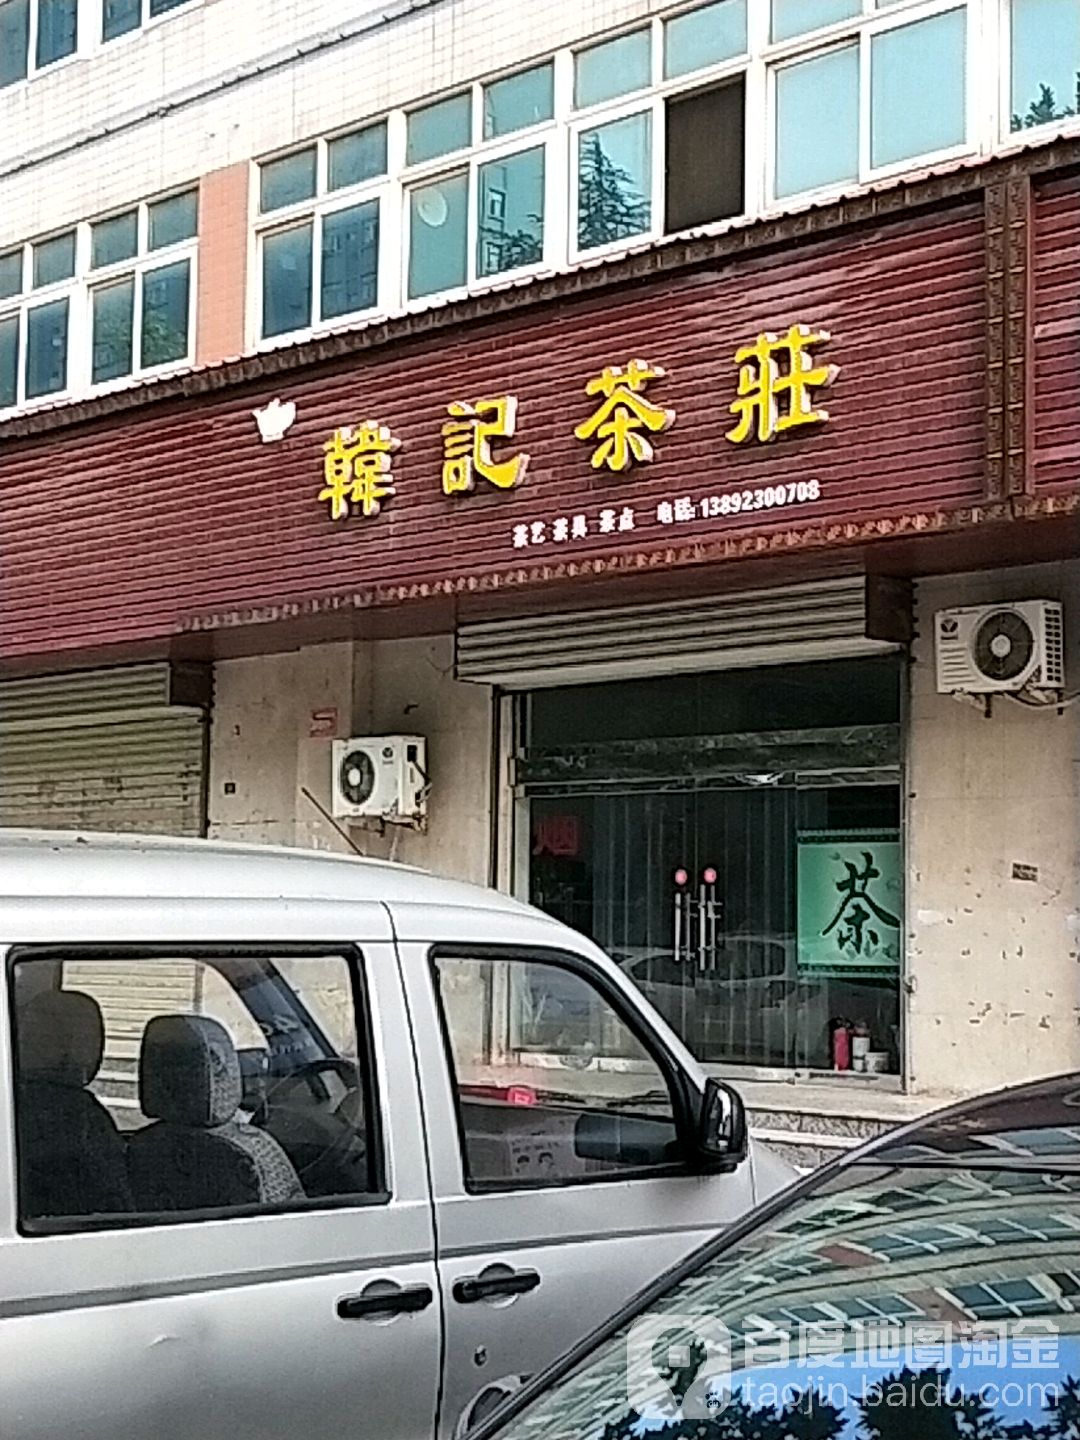 韓記茶莊
茶艺 茶具 茶点 电话:13892300708
烟
茶
百度地图淘金
taojin.baidu.com